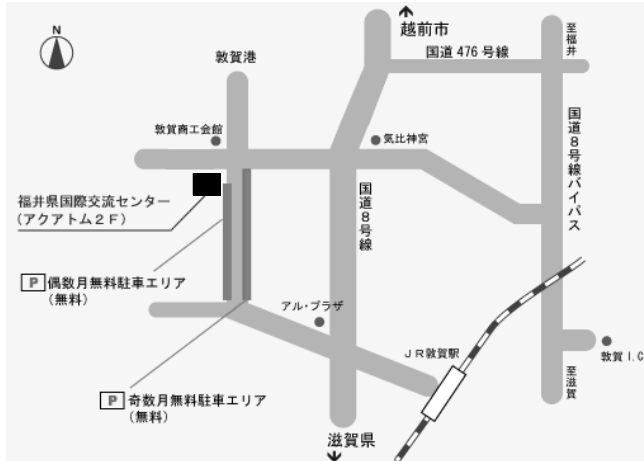 N
越前市
至福井
国道476号線
敦賀港
敦賀商工会館
気比神宮
国道8号線バイパス
国道8号線
福井県国際交流センター
(アクアトム2F)
P 偶数月無料駐車エリア
(無料)
アル・プラザ
JR敦賀駅
敦賀I.C
至滋賀
P 奇数月無料駐車エリア
(無料)
滋賀県